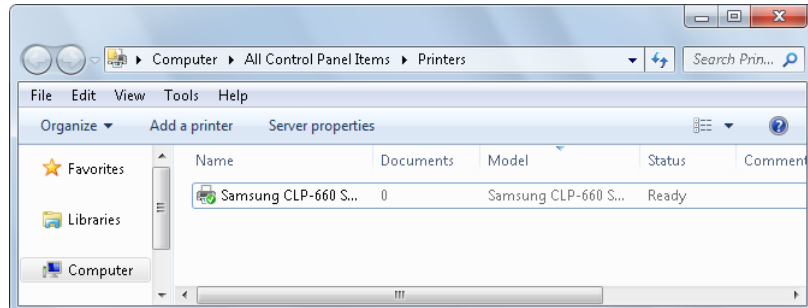 Computer ▸ All Control Panel Items ▸ Printers Search Prin...
File Edit View Tools Help
Organize Add a printer Server properties
Favorites
Libraries
Computer
Name Documents Model Status Comment
Samsung CLP-660 S... 0 Samsung CLP-660 S... Ready